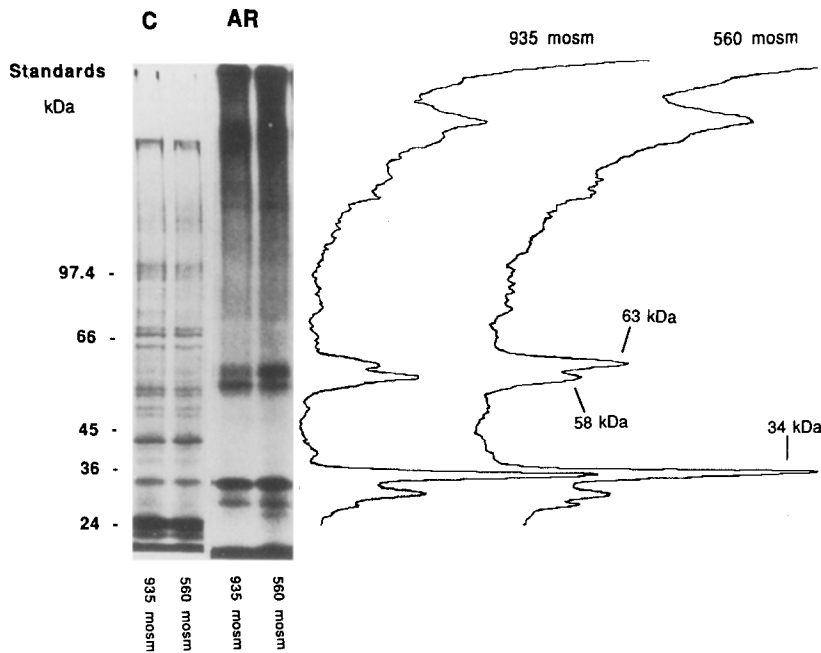 C
AR
935 mosm
560 mosm
Standards
kDa
97.4 -
66 -
45 -
36 -
24 -
63 kDa
58 kDa
34 kDa
935 mosm
560 mosm
935 mosm
560 mosm